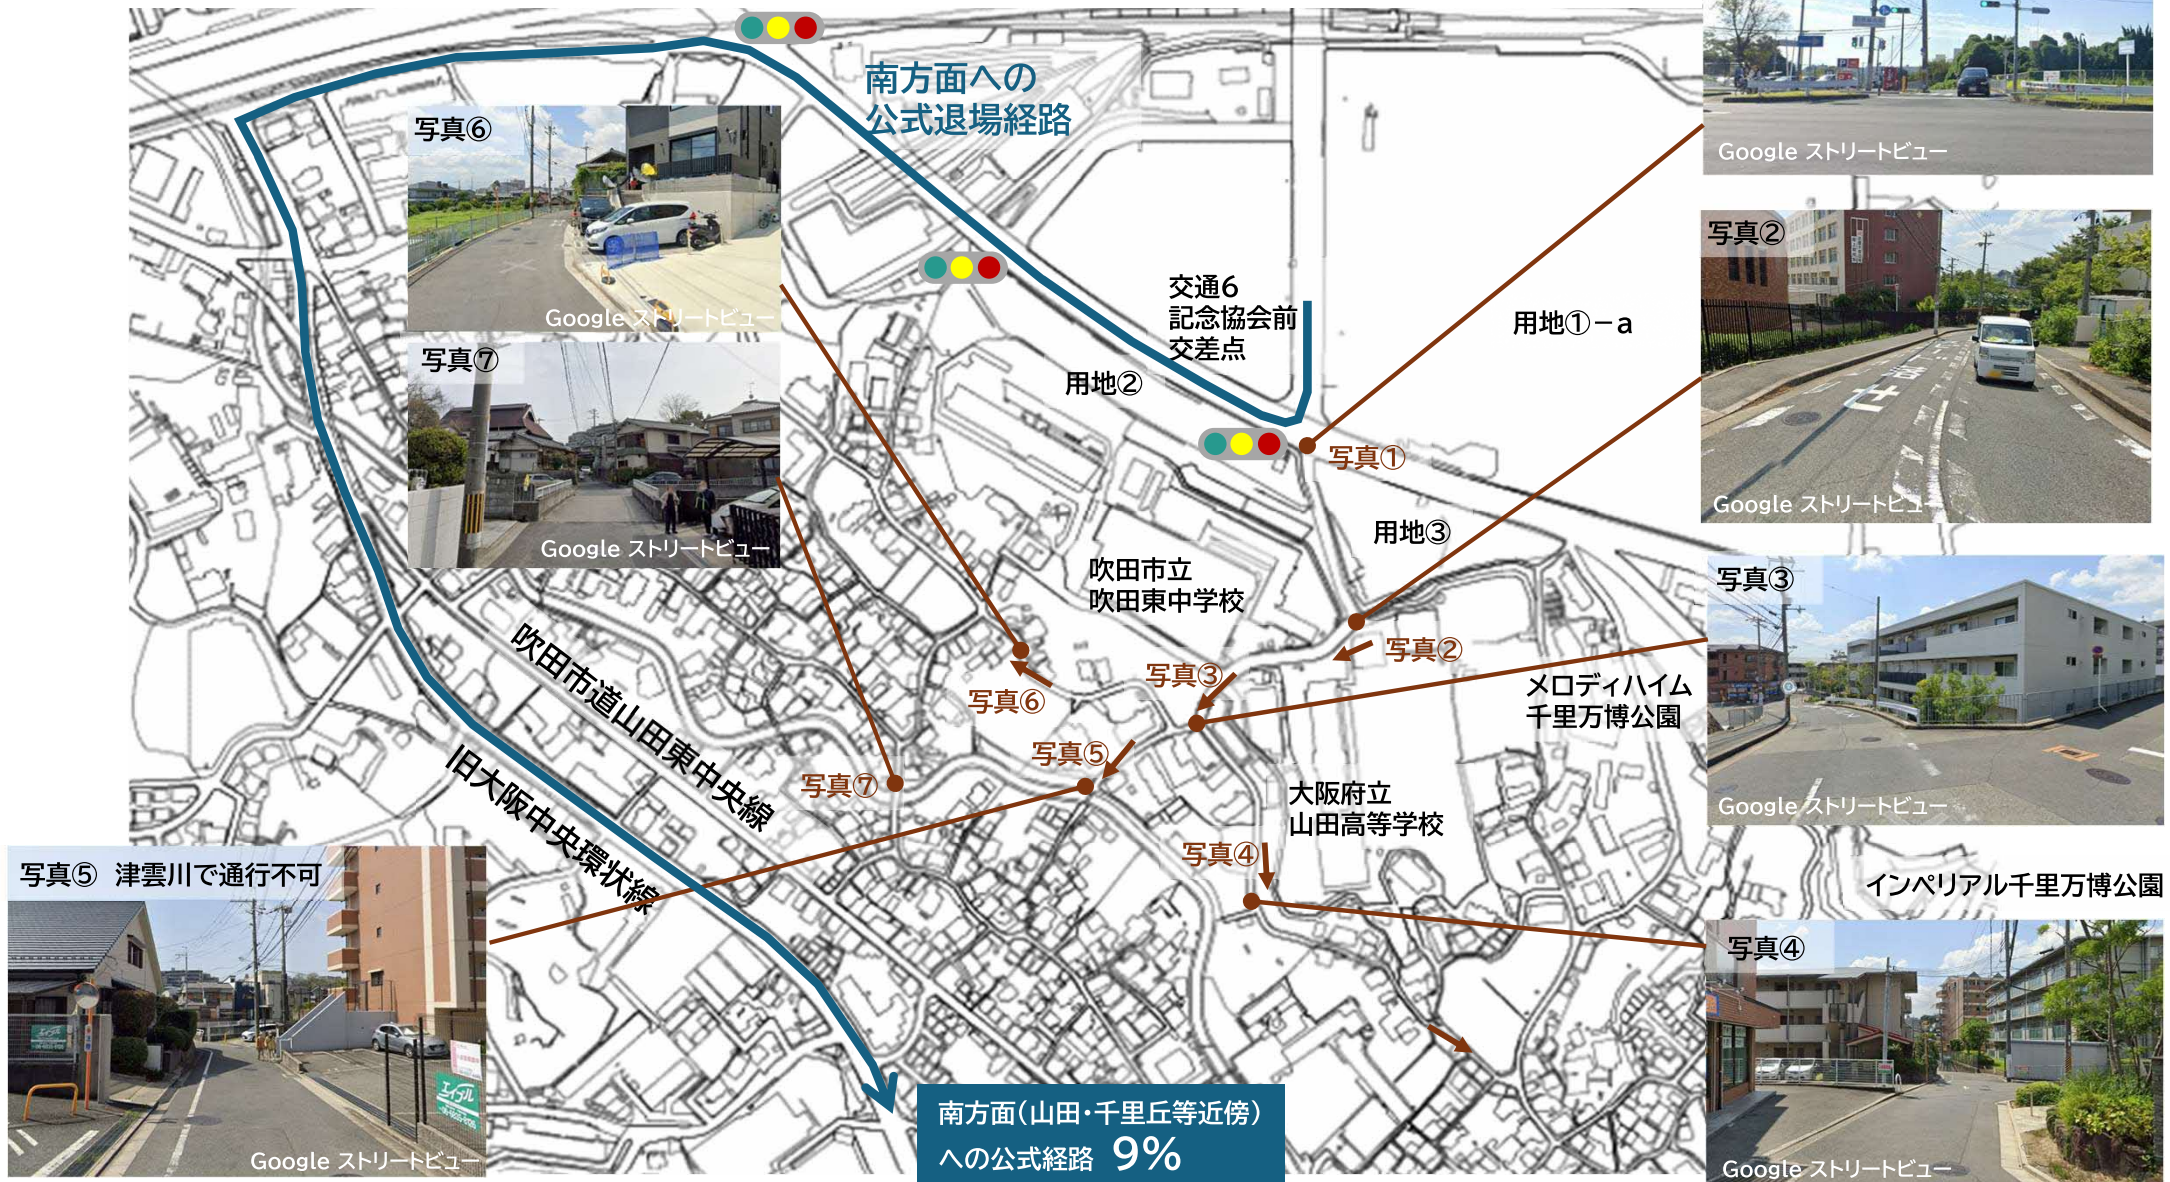 南方面への
公式退場経路
写真⑥
Google ストリートビュー
写真⑦
Google ストリートビュー
Google ストリートビュー
写真②
Google ストリートビュー
交通6
記念協会前
交差点
用地①－a
用地②
写真①
用地③
吹田市立
吹田東中学校
写真②
写真③
写真③
Google ストリートビュー
メロディハイム
千里万博公園
写真⑥
写真⑤
写真⑦
吹田市道山田東中央線
旧大阪中央環状線
大阪府立
山田高等学校
写真④
インペリアル千里万博公園
写真④
Google ストリートビュー
写真⑤ 津雲川で通行不可
エイブル
Google ストリートビュー
南方面（山田・千里丘等近傍）
への公式経路 9%